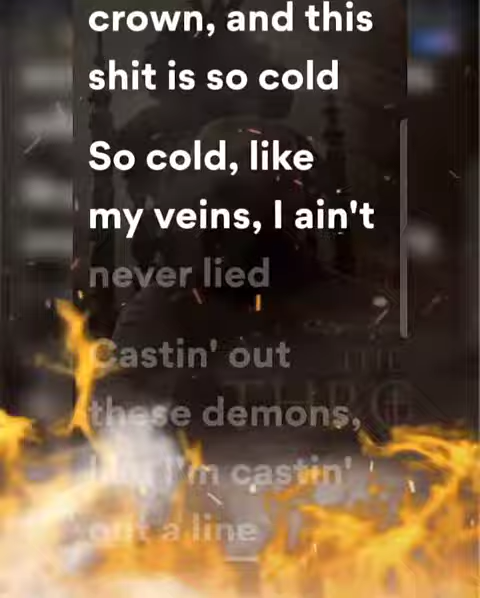 crown, and this
shit is so cold
So cold, like
my veins, I ain't
never lied
Castin' out
these demons,
I'm castin'
out a line
THE